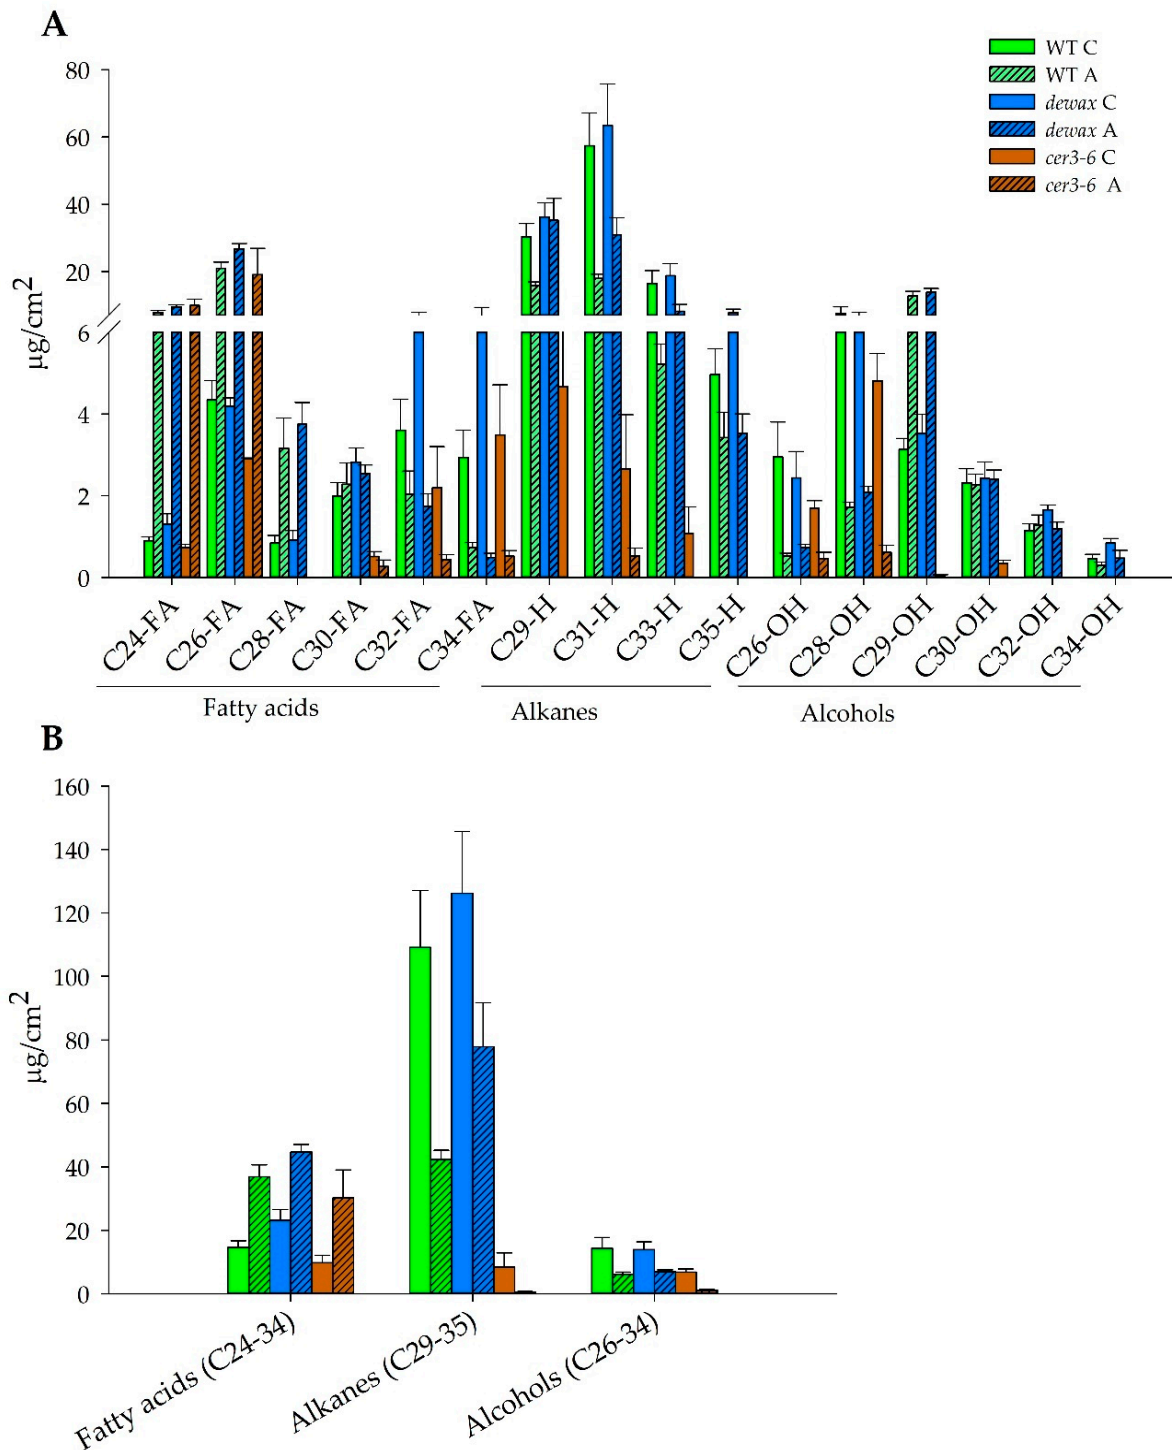 A
WT C
WT A
dewax C
dewax A
cer3-6 C
cer3-6 A
80
60
40
20
6
4
2
0
μg/cm2
C24-FA
C26-FA
C28-FA
C30-FA
C32-FA
C34-FA
C29-H
C31-H
C33-H
C35-H
C26-OH
C28-OH
C29-OH
C30-OH
C32-OH
C34-OH
Fatty acids
Alkanes
Alcohols
B
160
140
120
100
80
60
40
20
0
μg/cm2
Fatty acids (C24-34)
Alkanes (C29-35)
Alcohols (C26-34)